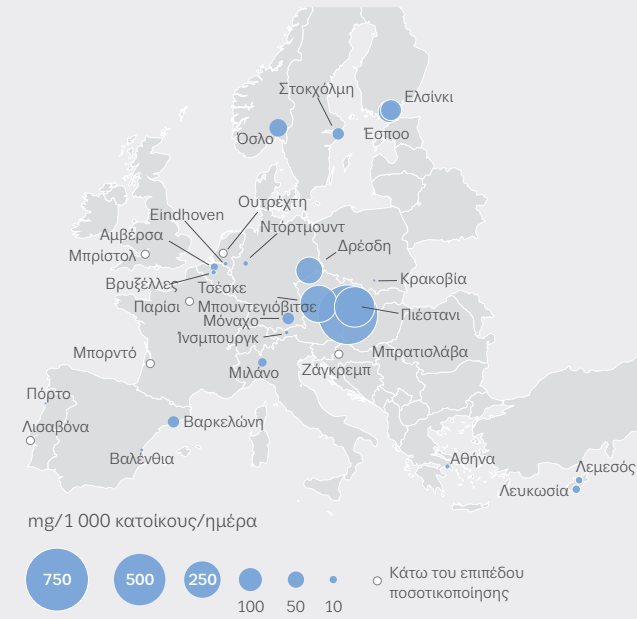 Στοκχόλμη
Ελσίνκι
Όσλο
Έσποο
Ουτρέχτη
Eindhoven
Ντόρτμουντ
Αμβέρσα
Δρέσδη
Μπρίστολ
Κρακοβία
Βρυξέλλες
Τσέσκε
Μπουντεγιόβιτσε
Παρίσι
Πιέστανι
Μόναχο
Ίνσμπουργκ
Μπορντό
Μπρατισλάβα
Μιλάνο
Ζάγκρεμπ
Πόρτο
Λισαβόνα
Βαρκελώνη
Βαλένθια
Αθήνα
Λεμεσός
Λευκωσία
mg/1 000 κατοίκους/ημέρα
750
500
250
100
50
10
Κάτω του επιπέδου
ποσοτικοποίησης